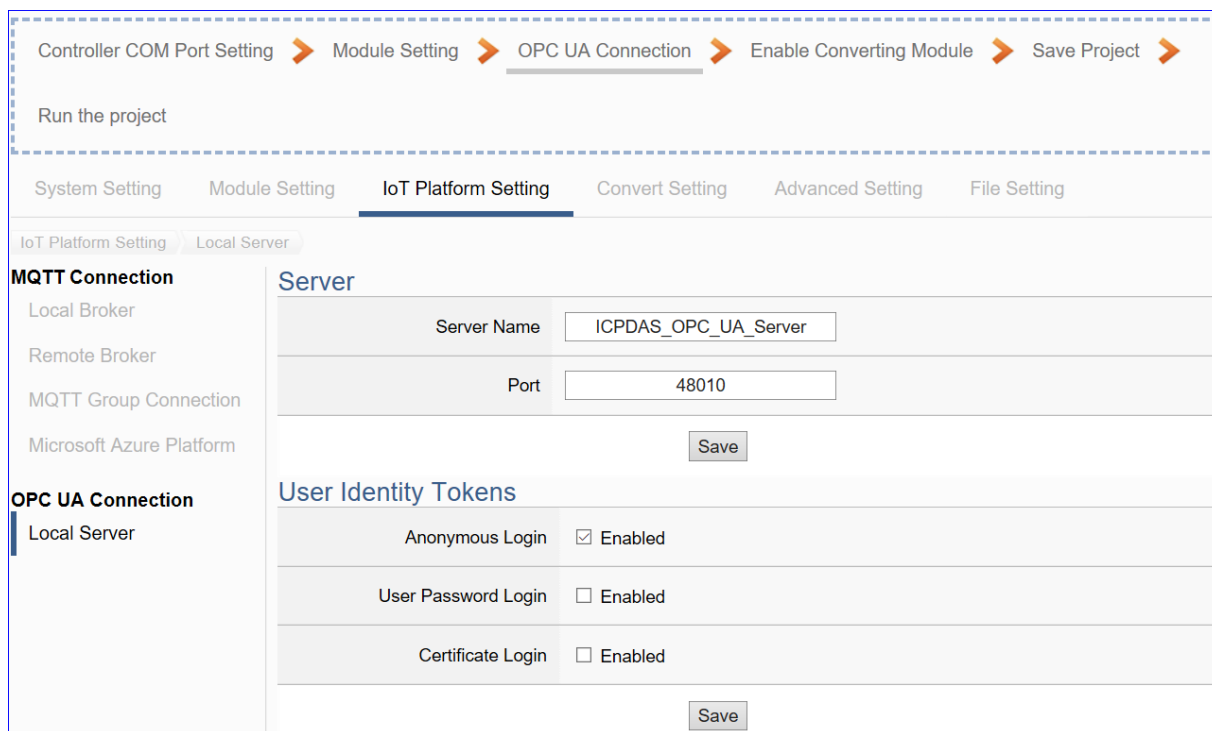 Controller COM Port Setting Module Setting OPC UA Connection Enable Converting Module Save Project
Run the project
System Setting Module Setting IoT Platform Setting Convert Setting Advanced Setting File Setting
IoT Platform Setting Local Server
MQTT Connection
Local Broker
Remote Broker
MQTT Group Connection
Microsoft Azure Platform
OPC UA Connection
Local Server
Server
Server Name ICPDAS_OPC_UA_Server
Port 48010
Save
User Identity Tokens
Anonymous Login Enabled
User Password Login Enabled
Certificate Login Enabled
Save